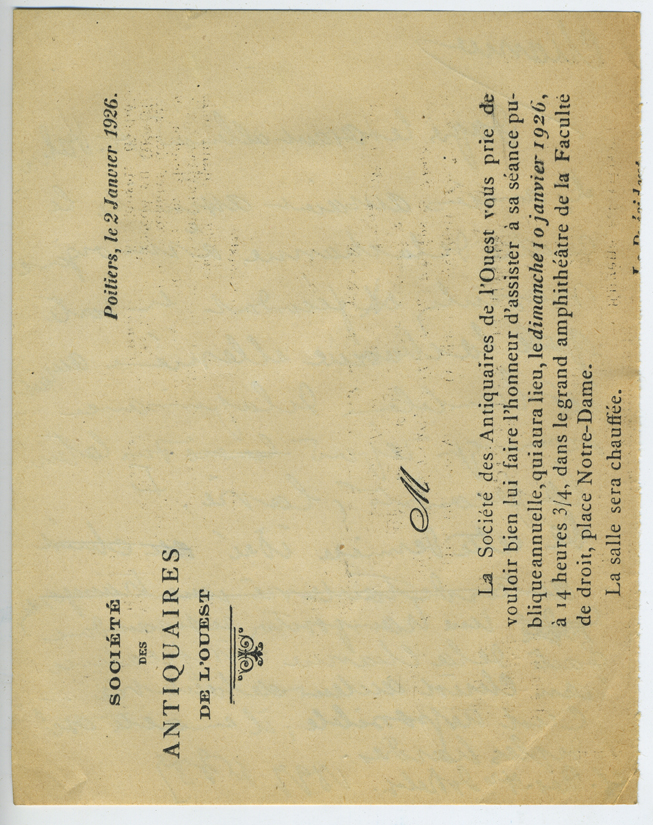 SOCIÉTÉ
DES
ANTIQUAIRES
DE L'OUEST
Poitiers, le 2 Janvier 1926.
M
La Société des Antiquaires de l'Ouest vous prie de
vouloir bien lui faire l'honneur d'assister à sa séance pu-
blique annuelle, qui aura lieu, le dimanche 10 janvier 1926,
à 14 heures 3/4, dans le grand amphithéâtre de la Faculté
de droit, place Notre-Dame.
La salle sera chauffée.